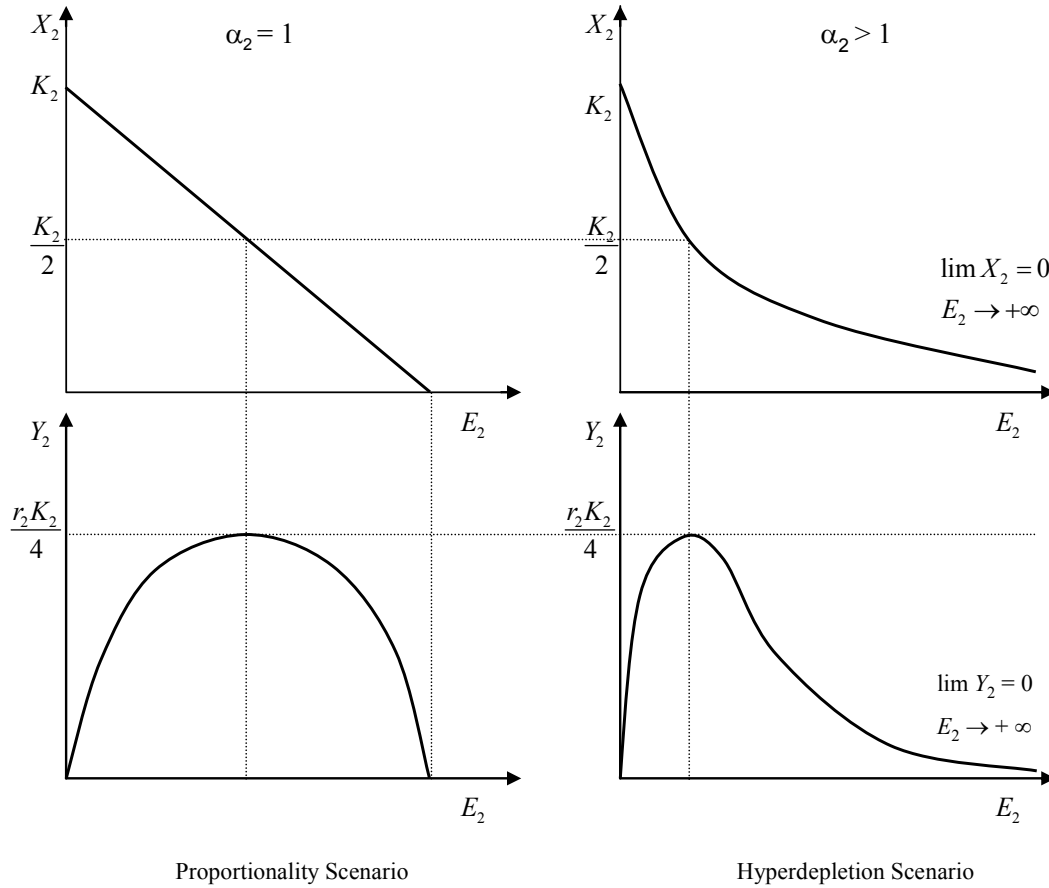 X₂
α₂ = 1
K₂
K₂/2
E₂
X₂
α₂ > 1
K₂
K₂/2
lim X₂ = 0
E₂ → +∞
E₂
Y₂
r₂K₂/4
E₂
Y₂
r₂K₂/4
lim Y₂ = 0
E₂ → + ∞
E₂
Proportionality Scenario
Hyperdepletion Scenario